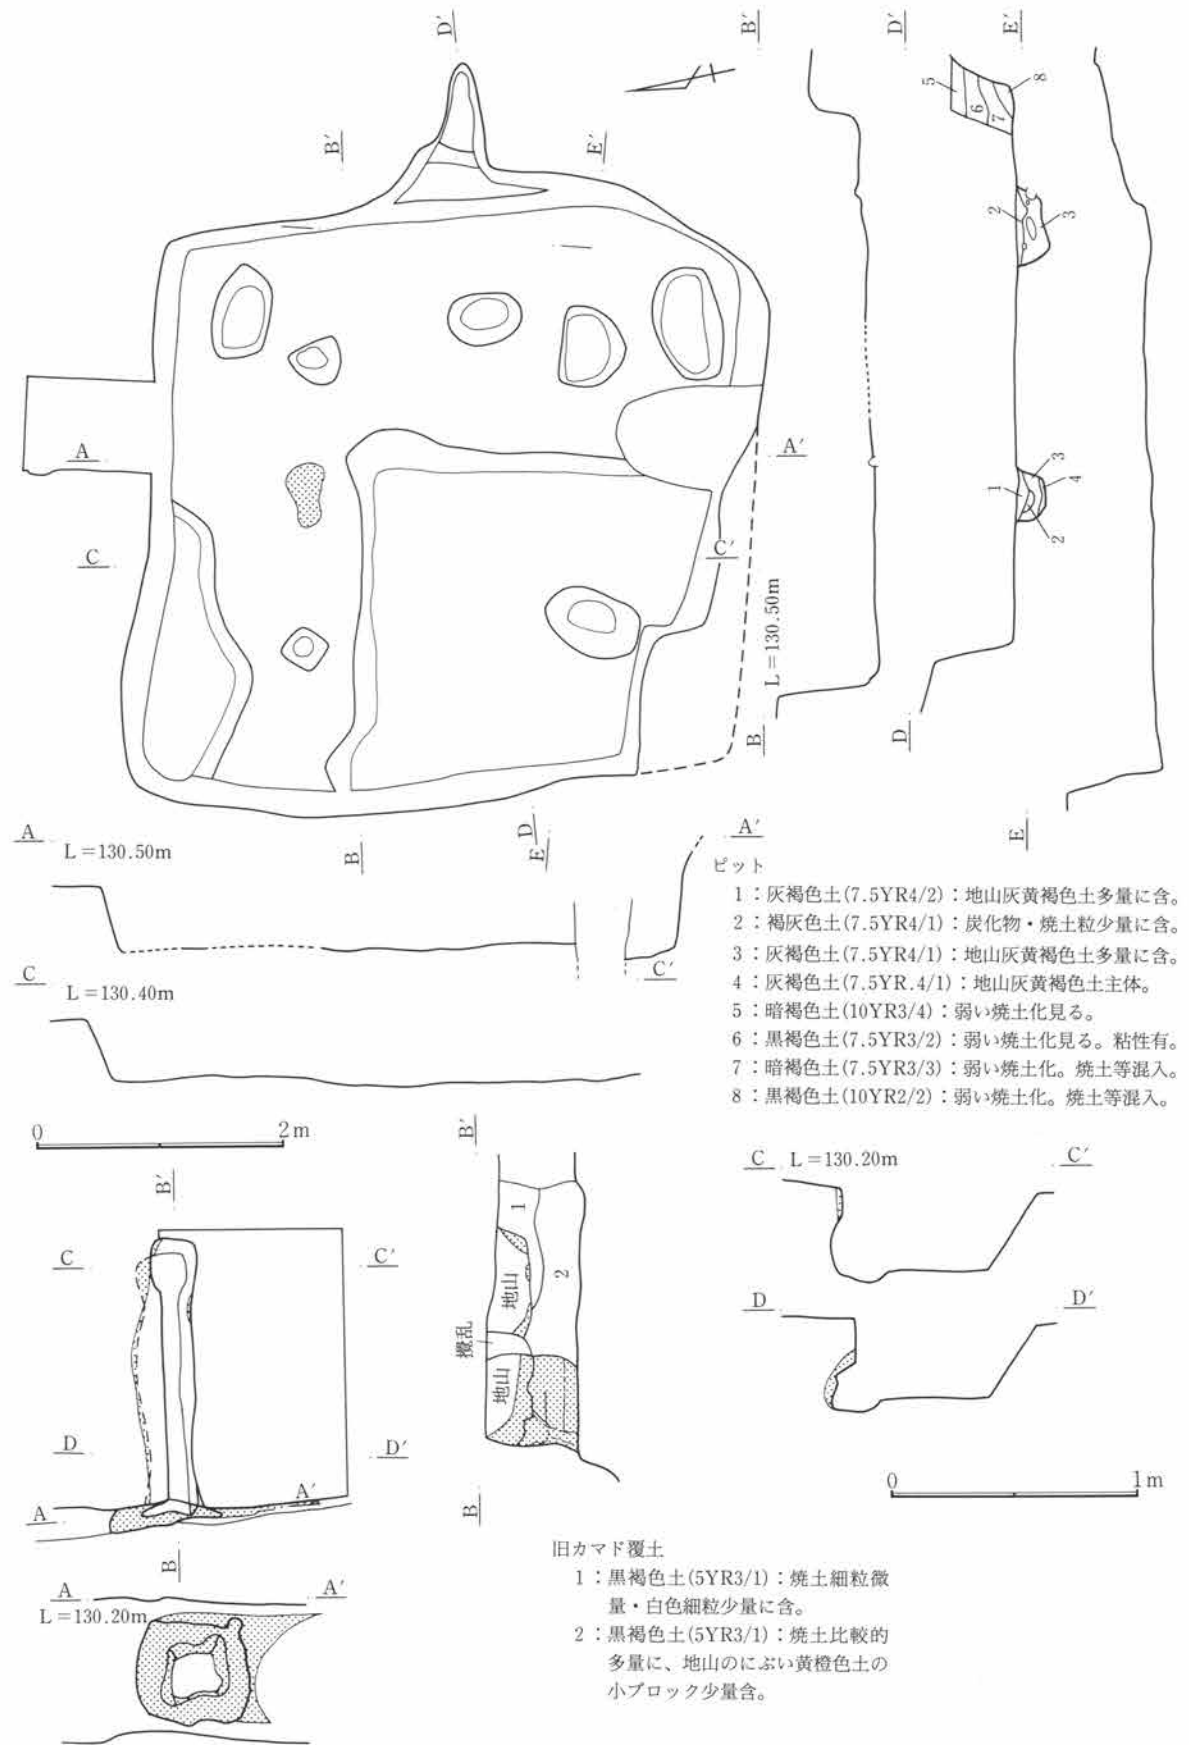 D′
B′
D′
E′
B′
E′
5
6
7
8
2
3
A
A′
1
3
4
2
C
C′
L＝130.50m
B
D
E
A
L＝130.50m
B
D
E
A′
C
L＝130.40m
C′
ピット
1：灰褐色土(7.5YR4/2)：地山灰黄褐色土多量に含。
2：褐灰色土(7.5YR4/1)：炭化物・焼土粒少量に含。
3：灰褐色土(7.5YR4/1)：地山灰黄褐色土多量に含。
4：灰褐色土(7.5YR.4/1)：地山灰黄褐色土主体。
5：暗褐色土(10YR3/4)：弱い焼土化見る。
6：黒褐色土(7.5YR3/2)：弱い焼土化見る。粘性有。
7：暗褐色土(7.5YR3/3)：弱い焼土化。焼土等混入。
8：黒褐色土(10YR2/2)：弱い焼土化。焼土等混入。
0 2m
B′
B′
C L＝130.20m C′
C C′
1
2
地山
攪乱
地山
D D′
D D′
A A′
B
B
0 1m
A A′
L＝130.20m
旧カマド覆土
1：黒褐色土(5YR3/1)：焼土細粒微
量・白色細粒少量に含。
2：黒褐色土(5YR3/1)：焼土比較的
多量に、地山のにぶい黄橙色土の
小ブロック少量含。